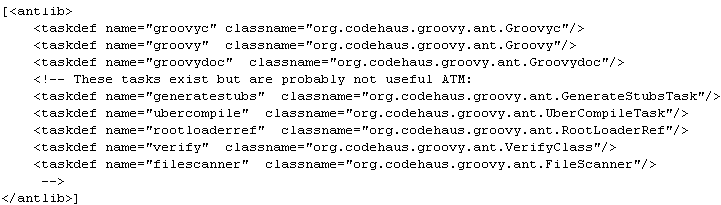 [<antlib>
    <taskdef name="groovyc" classname="org.codehaus.groovy.ant.Groovyc"/>
    <taskdef name="groovy"  classname="org.codehaus.groovy.ant.Groovy"/>
    <taskdef name="groovydoc"  classname="org.codehaus.groovy.ant.Groovydoc"/>
    <!-- These tasks exist but are probably not useful ATM:
    <taskdef name="generatestubs"  classname="org.codehaus.groovy.ant.GenerateStubsTask"/>
    <taskdef name="ubercompile"  classname="org.codehaus.groovy.ant.UberCompileTask"/>
    <taskdef name="rootloaderref"  classname="org.codehaus.groovy.ant.RootLoaderRef"/>
    <taskdef name="verify"  classname="org.codehaus.groovy.ant.VerifyClass"/>
    <taskdef name="filescanner"  classname="org.codehaus.groovy.ant.FileScanner"/>
     -->
</antlib>]